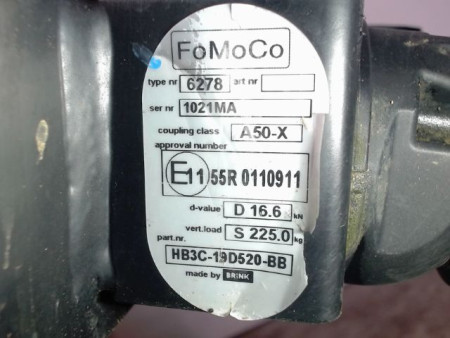 FoMoCo
type nr 6278 art nr
ser nr 1021MA
coupling class A50-X
approval number
E11 55R 0110911
d-value D 16.6 kN
vert.load S 225.0 kg
part.nr.
HB3C-19D520-BB
made by BRINK